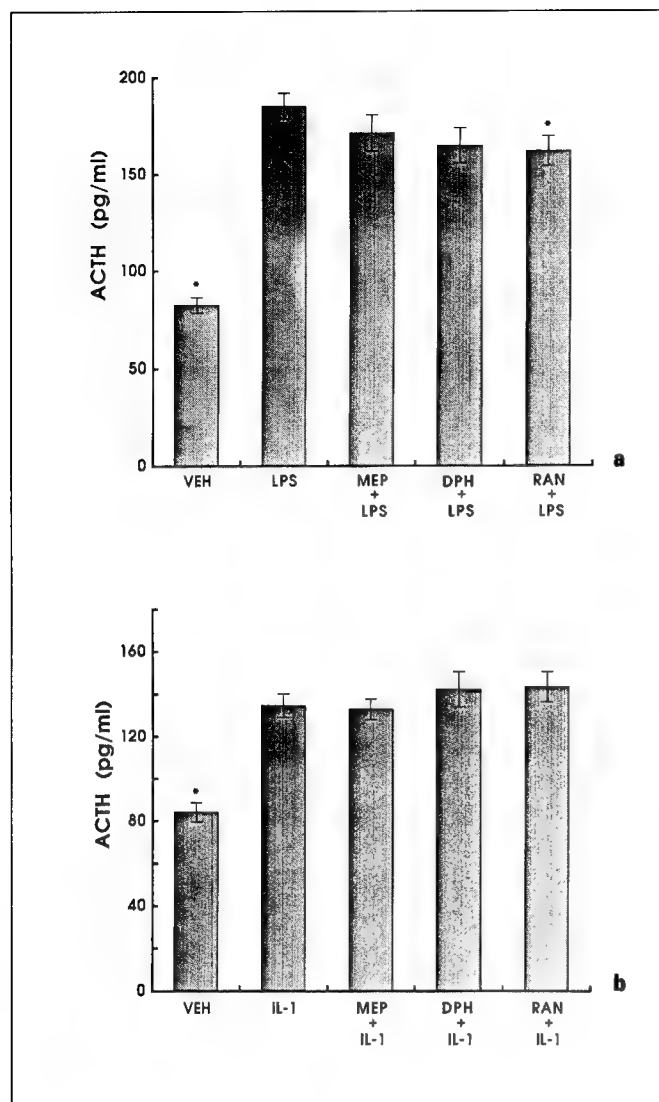 200
150
100
50
0
ACTH (pg/ml)
*
*
VEH
LPS
MEP + LPS
DPH + LPS
RAN + LPS
a
160
120
80
40
0
ACTH (pg/ml)
*
VEH
IL-1
MEP + IL-1
DPH + IL-1
RAN + IL-1
b